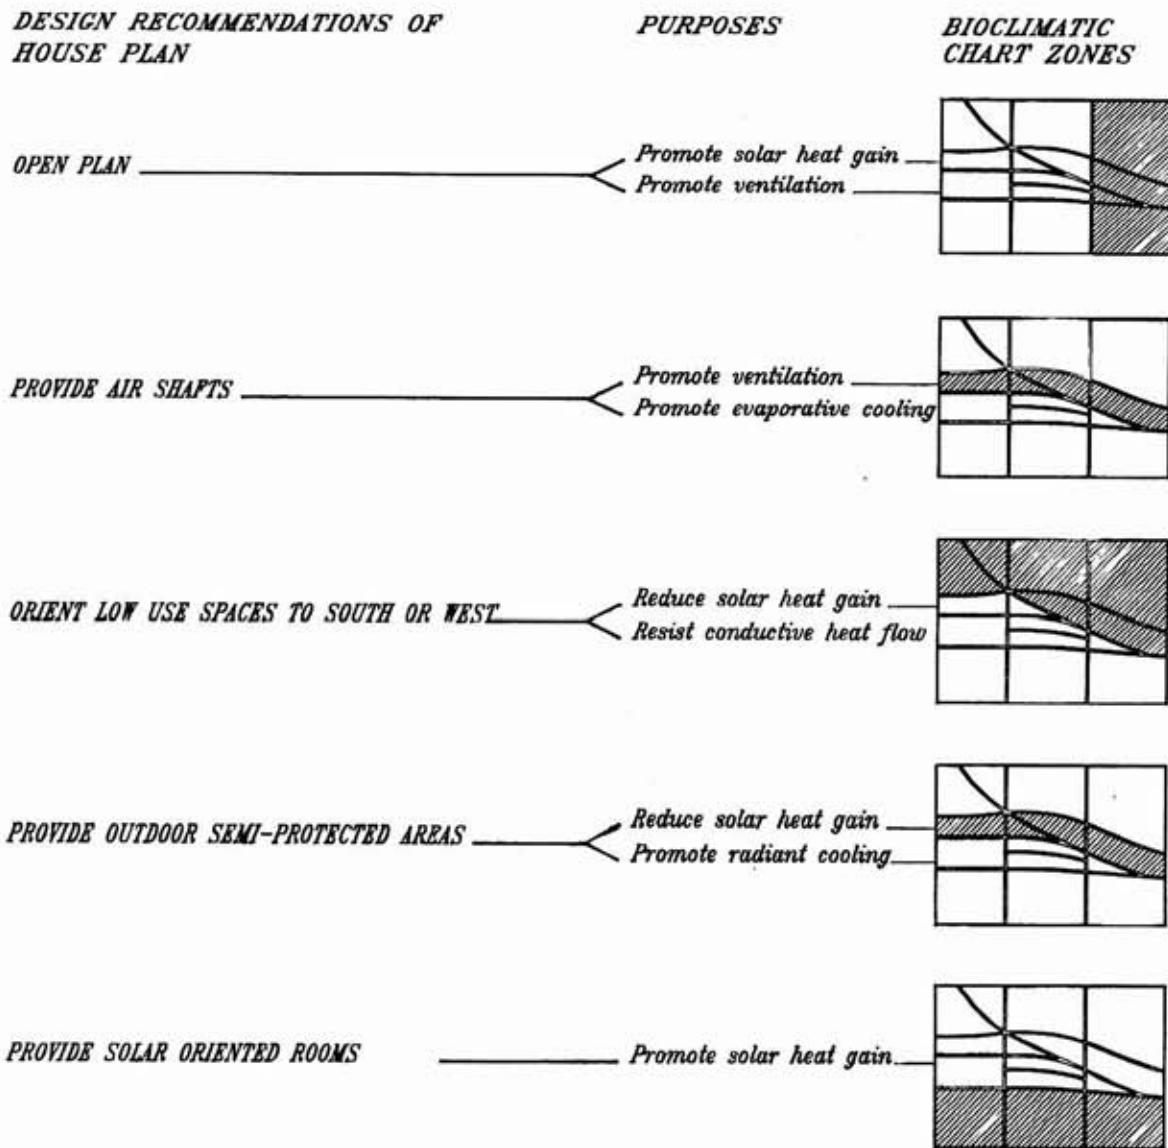 DESIGN RECOMMENDATIONS OF
HOUSE PLAN
PURPOSES
BIOCLIMATIC
CHART ZONES
OPEN PLAN
Promote solar heat gain
Promote ventilation
PROVIDE AIR SHAFTS
Promote ventilation
Promote evaporative cooling
ORIENT LOW USE SPACES TO SOUTH OR WEST
Reduce solar heat gain
Resist conductive heat flow
PROVIDE OUTDOOR SEMI-PROTECTED AREAS
Reduce solar heat gain
Promote radiant cooling
PROVIDE SOLAR ORIENTED ROOMS
Promote solar heat gain